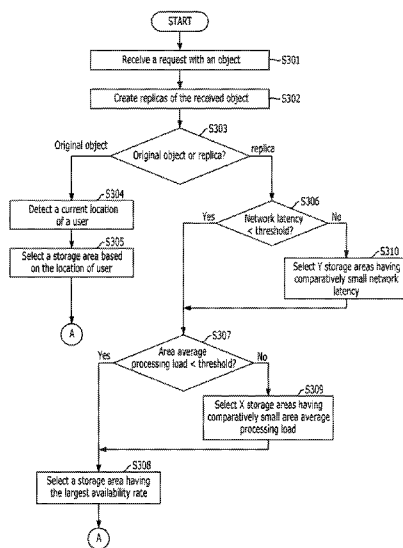 START
Receive a request with an object
S301
Create replicas of the received object
S302
S303
Original object
Original object or replica?
replica
S304
Detect a current location
of a user
S305
Select a storage area based
on the location of user
A
S306
Yes
Network latency
< threshold?
No
S310
Select Y storage areas having
comparatively small network
latency
S307
Yes
Area average
processing load < threshold?
No
S309
Select X storage areas having
comparatively small area average
processing load
S308
Select a storage area having
the largest availability rate
A